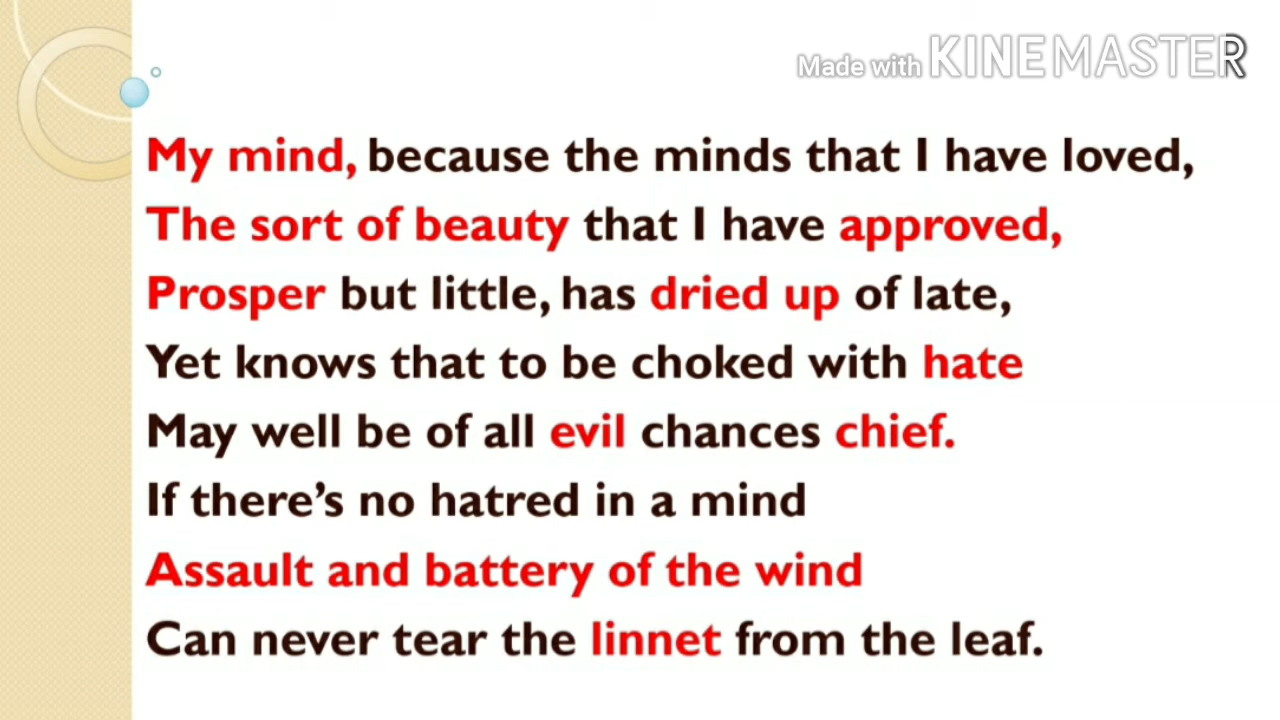 Made with KINEMASTER
My mind, because the minds that I have loved,
The sort of beauty that I have approved,
Prosper but little, has dried up of late,
Yet knows that to be choked with hate
May well be of all evil chances chief.
If there's no hatred in a mind
Assault and battery of the wind
Can never tear the linnet from the leaf.